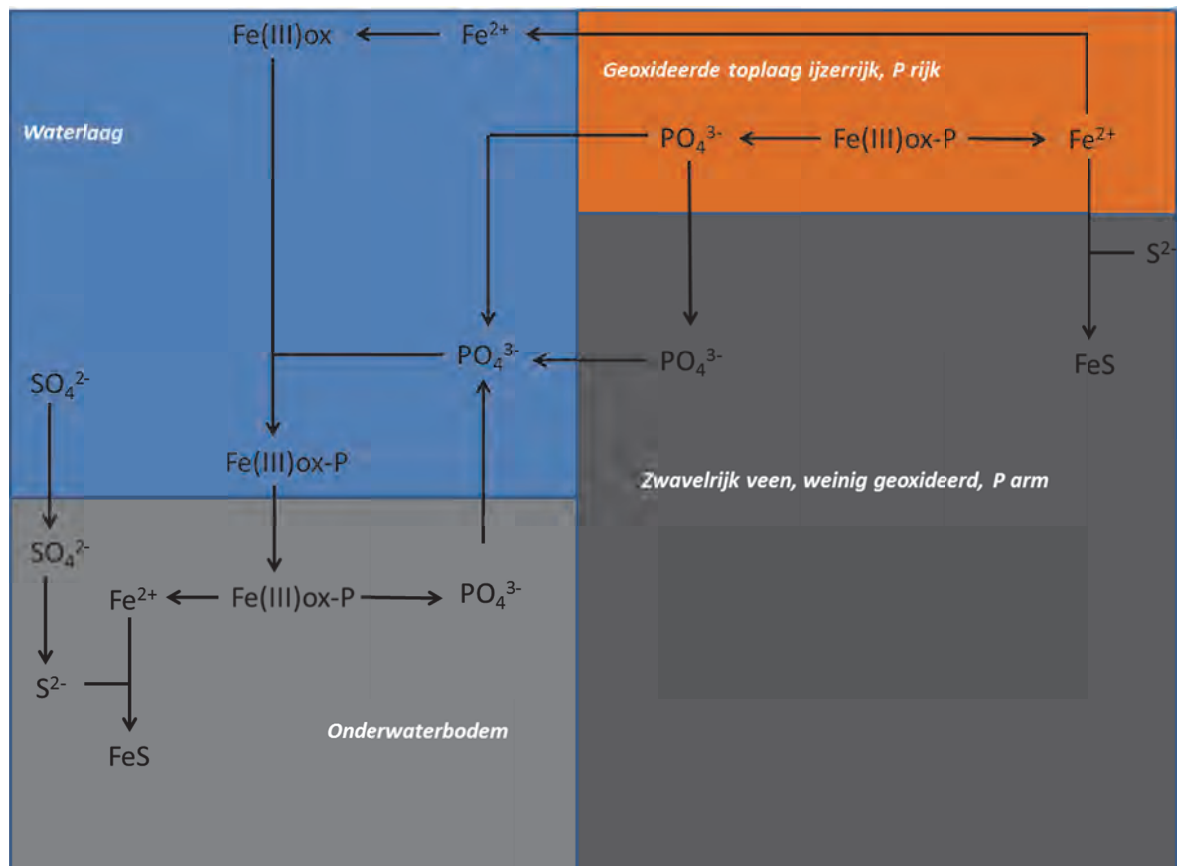 Fe(III)ox Fe²⁺
Geoxideerde toplaag ijzerrijk, P rijk
Waterlaag
PO₄³⁻ Fe(III)ox-P Fe²⁺
S²⁻
PO₄³⁻ PO₄³⁻ FeS
SO₄²⁻
Fe(III)ox-P
Zwavelrijk veen, weinig geoxideerd, P arm
SO₄²⁻
Fe²⁺ Fe(III)ox-P PO₄³⁻
S²⁻
Onderwaterbodem
FeS